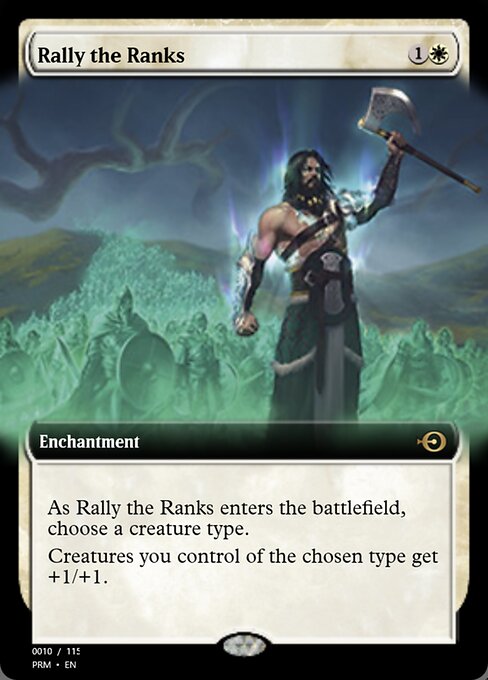 Rally the Ranks 1
Enchantment
As Rally the Ranks enters the battlefield,
choose a creature type.
Creatures you control of the chosen type get
+1/+1.
0010 / 115
PRM • EN